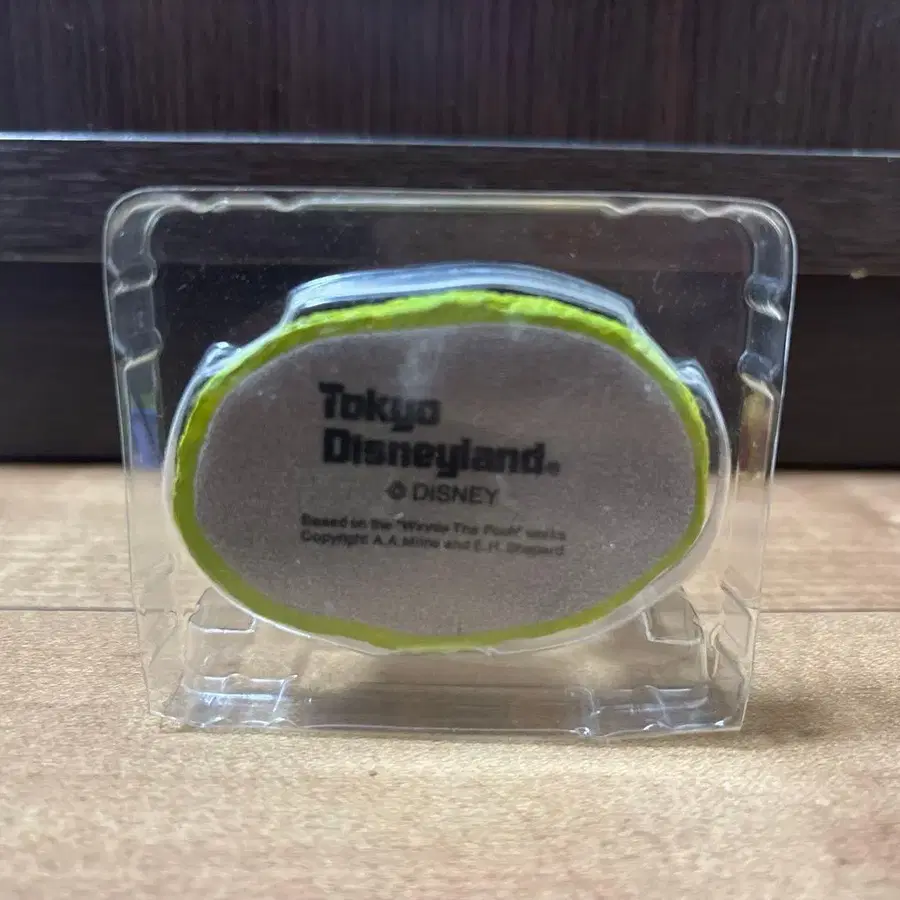 Tokyo
Disneyland®
© DISNEY
Based on the "Winnie The Pooh" works
Copyright A.A.Milne and E.H.Shepard